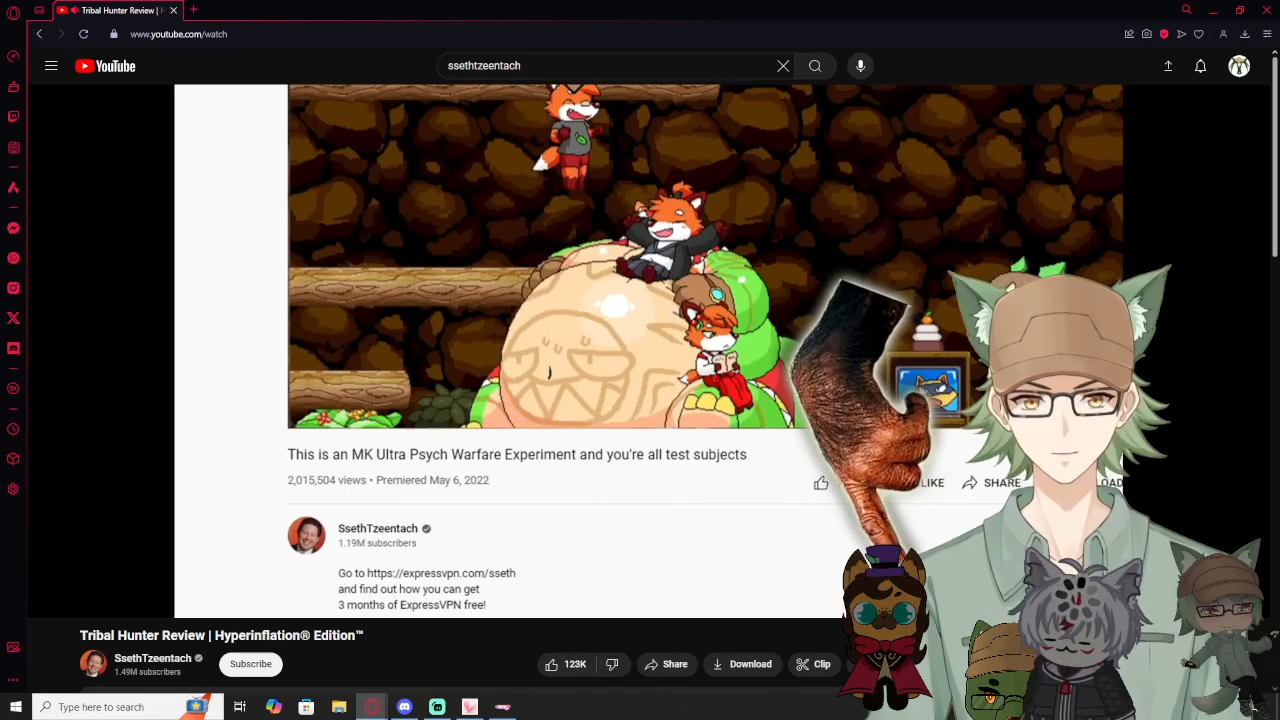 Tribal Hunter Review | H
www.youtube.com/watch
YouTube
ssethtzeentach
This is an MK Ultra Psych Warfare Experiment and you're all test subjects
2,015,504 views • Premiered May 6, 2022
LIKE
SHARE
OAD
SsethTzeentach
1.19M subscribers
Go to https://expressvpn.com/sseth
and find out how you can get
3 months of ExpressVPN free!
Tribal Hunter Review | Hyperinflation® Edition™
SsethTzeentach
1.49M subscribers
Subscribe
123K
Share
Download
Clip
Type here to search